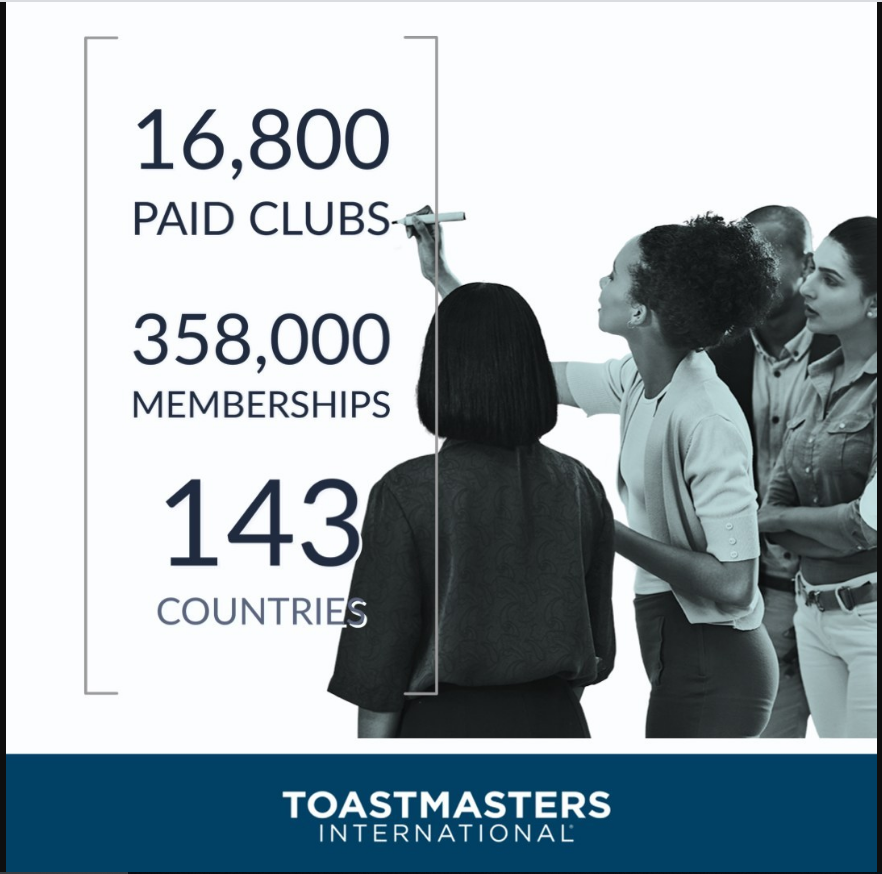 16,800
PAID CLUBS
358,000
MEMBERSHIPS
143
COUNTRIES
TOASTMASTERS
INTERNATIONAL